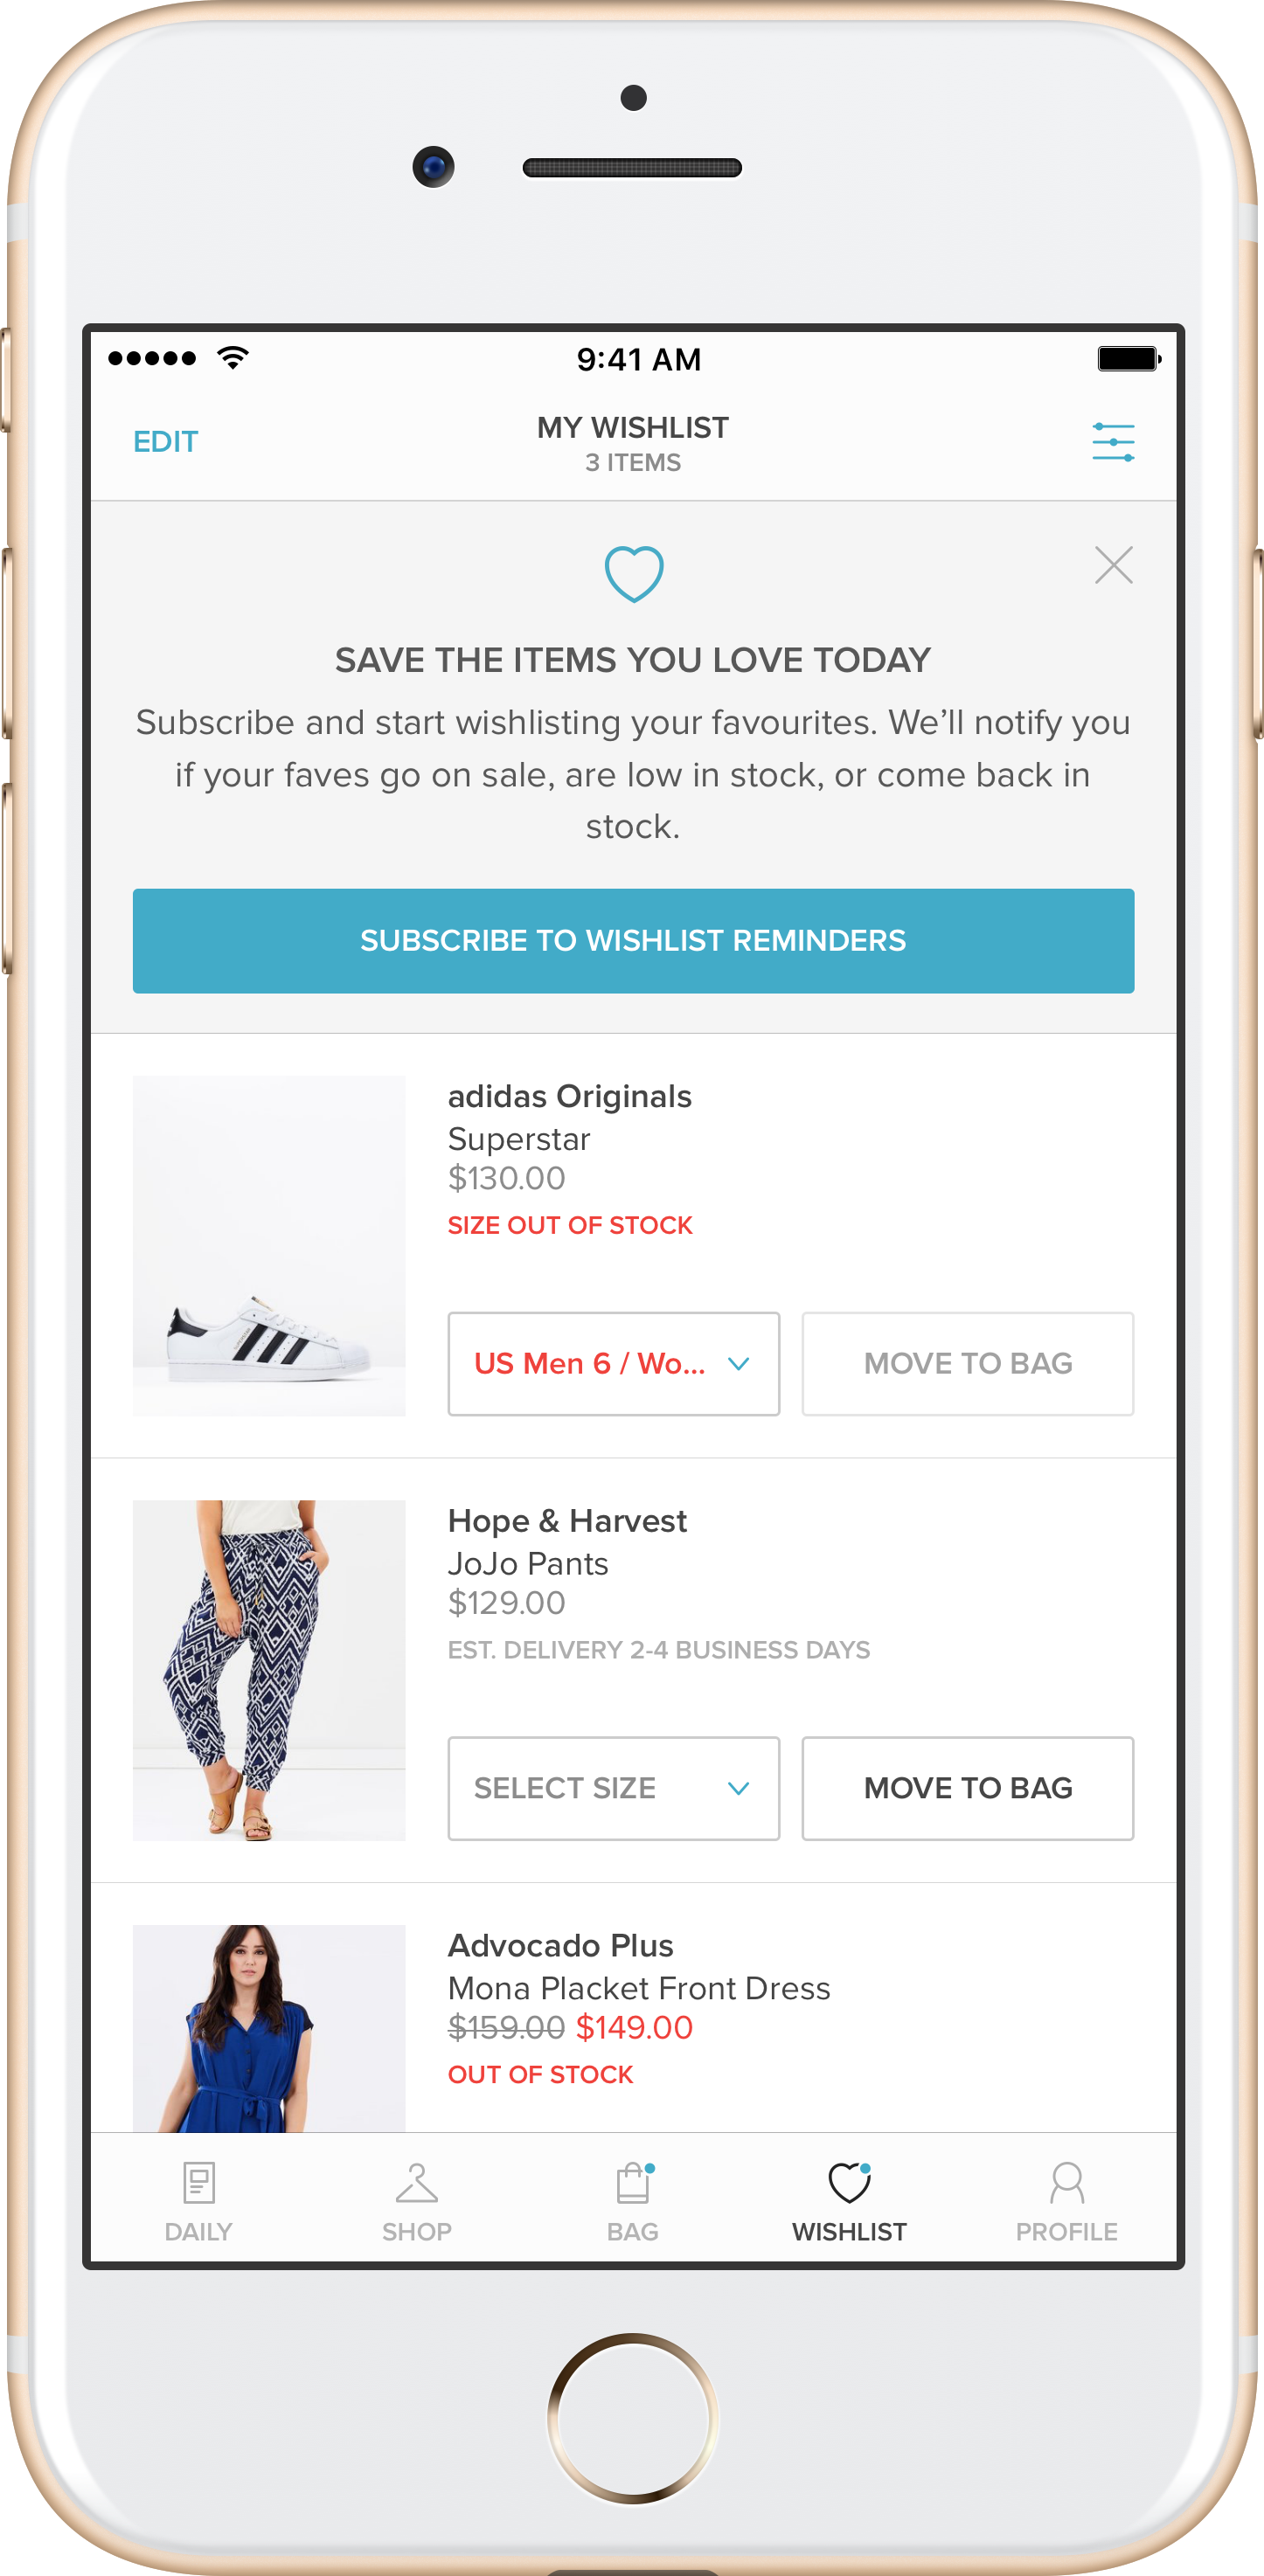 9:41 AM
EDIT
MY WISHLIST
3 ITEMS
SAVE THE ITEMS YOU LOVE TODAY
Subscribe and start wishlisting your favourites. We’ll notify you
if your faves go on sale, are low in stock, or come back in
stock.
SUBSCRIBE TO WISHLIST REMINDERS
adidas Originals
Superstar
$130.00
SIZE OUT OF STOCK
US Men 6 / Wo...
MOVE TO BAG
Hope & Harvest
JoJo Pants
$129.00
EST. DELIVERY 2-4 BUSINESS DAYS
SELECT SIZE
MOVE TO BAG
Advocado Plus
Mona Placket Front Dress
$159.00 $149.00
OUT OF STOCK
DAILY
SHOP
BAG
WISHLIST
PROFILE